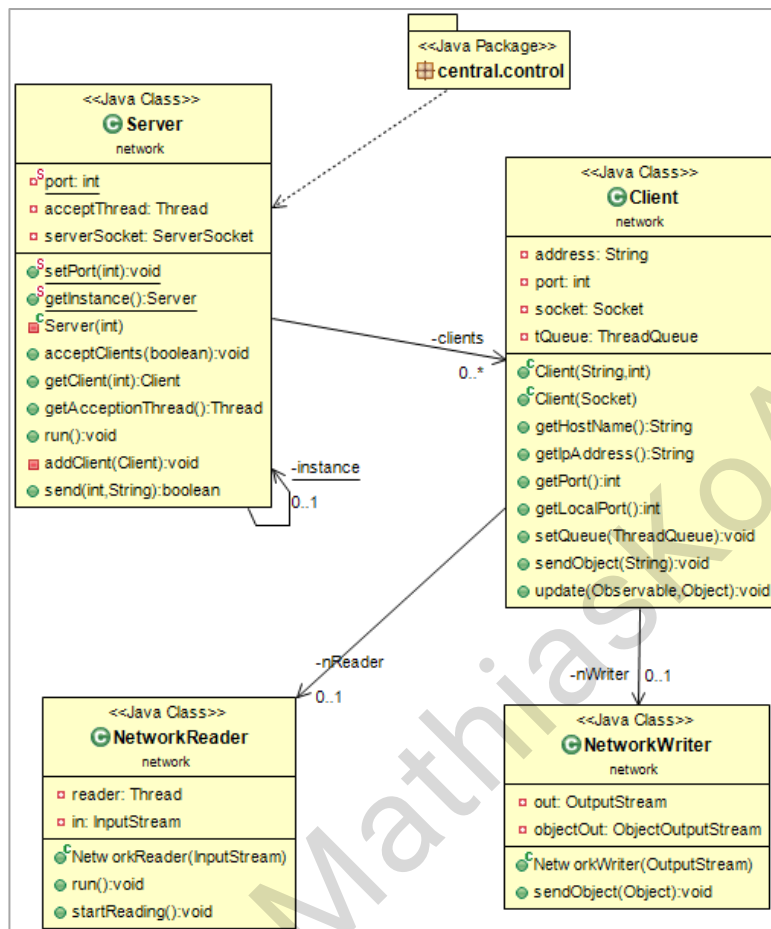 <<Java Package>>
central.control
<<Java Class>>
Server
network
port: int
acceptThread: Thread
serverSocket: ServerSocket
setPort(int):void
getInstance():Server
Server(int)
acceptClients(boolean):void
getClient(int):Client
getAcceptionThread():Thread
run():void
addClient(Client):void
send(int,String):boolean
-instance
0..1
-clients
0..*
<<Java Class>>
Client
network
address: String
port: int
socket: Socket
tQueue: ThreadQueue
Client(String,int)
Client(Socket)
getHostName():String
getIpAddress():String
getPort():int
getLocalPort():int
setQueue(ThreadQueue):void
sendObject(String):void
update(Observable,Object):void
-nReader
0..1
-nWriter
0..1
<<Java Class>>
NetworkReader
network
reader: Thread
in: InputStream
NetworkReader(InputStream)
run():void
startReading():void
<<Java Class>>
NetworkWriter
network
out: OutputStream
objectOut: ObjectOutputStream
NetworkWriter(OutputStream)
sendObject(Object):void